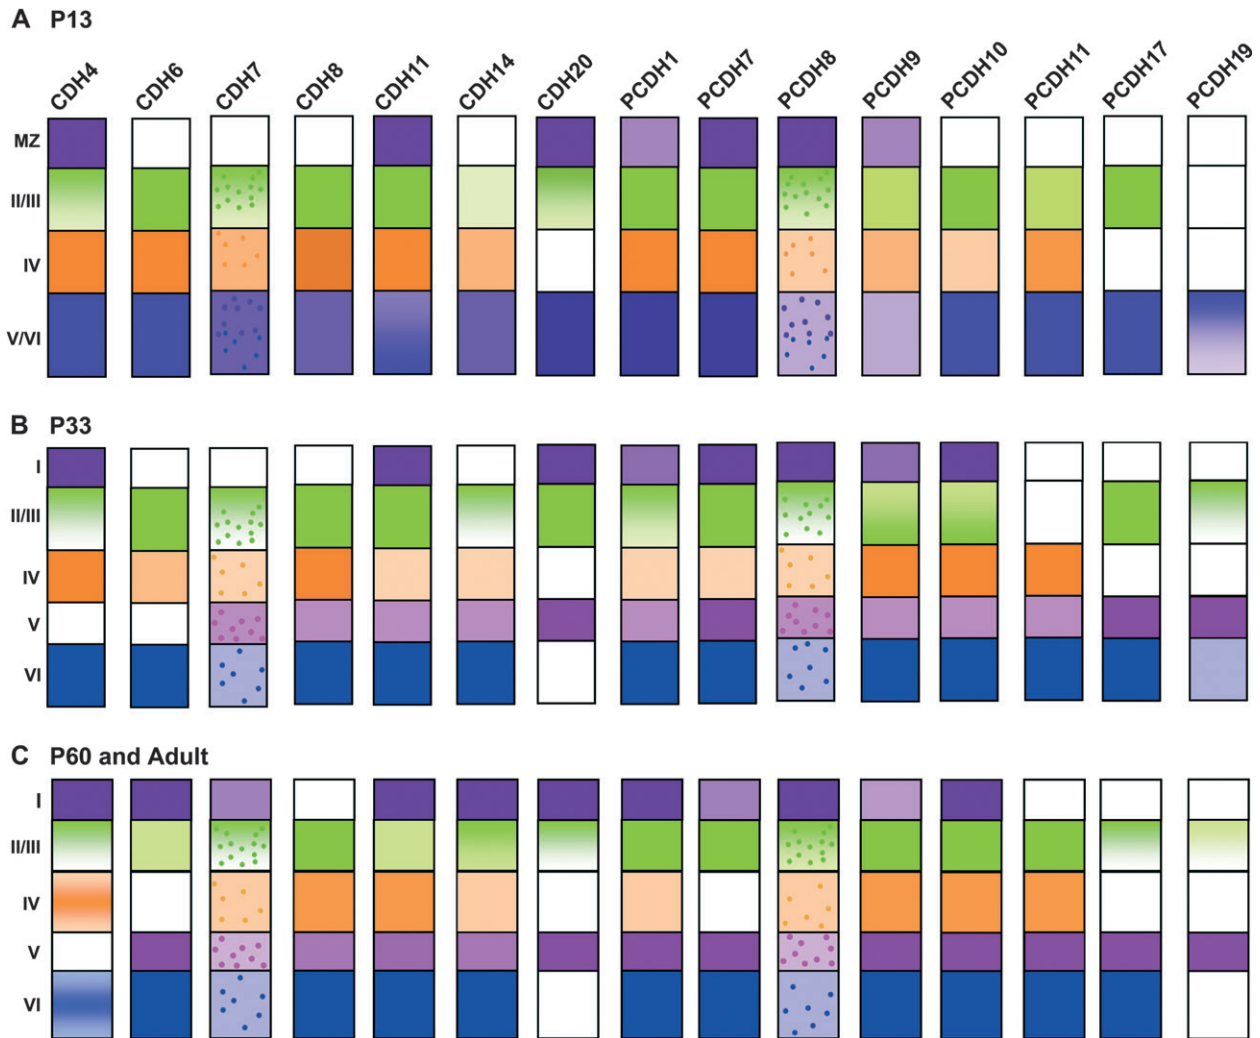 A P13
CDH4 CDH6 CDH7 CDH8 CDH11 CDH14 CDH20 PCDH1 PCDH7 PCDH8 PCDH9 PCDH10 PCDH11 PCDH17 PCDH19
MZ
II/III
IV
V/VI
B P33
I
II/III
IV
V
VI
C P60 and Adult
I
II/III
IV
V
VI